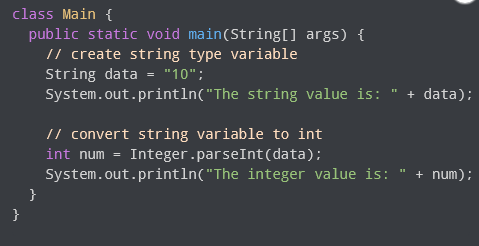 class Main {
  public static void main(String[] args) {
    // create string type variable
    String data = "10";
    System.out.println("The string value is: " + data);

    // convert string variable to int
    int num = Integer.parseInt(data);
    System.out.println("The integer value is: " + num);
  }
}